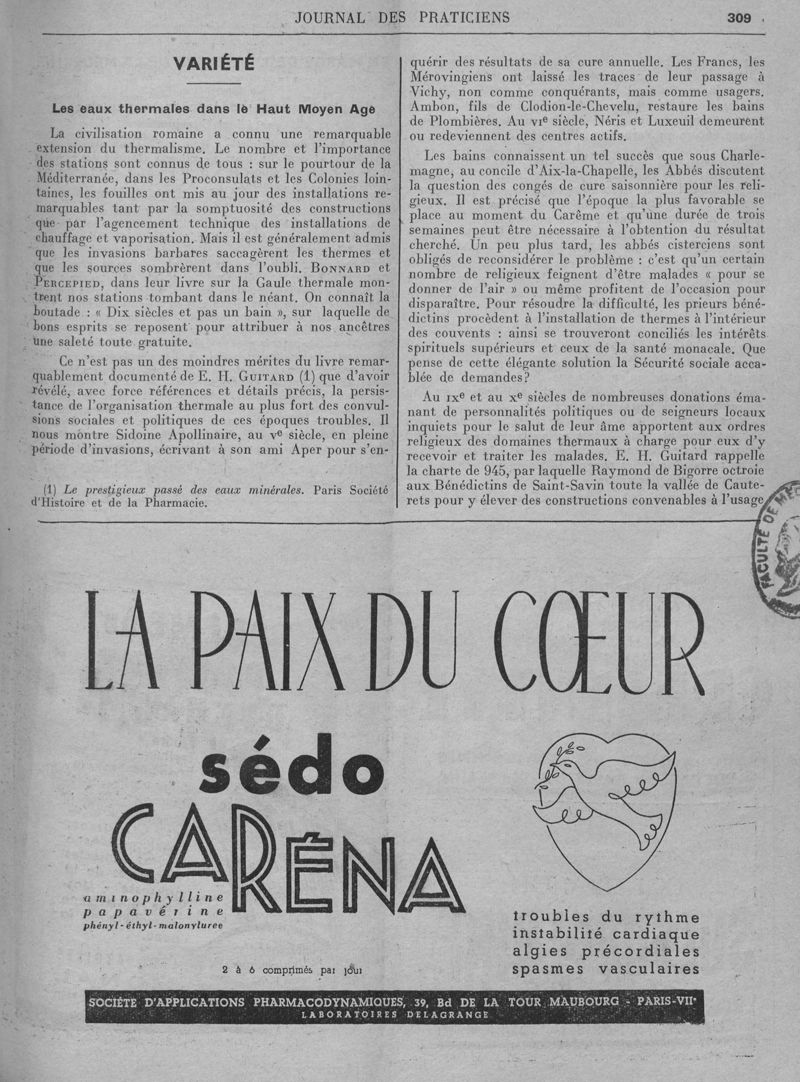 JOURNAL DES PRATICIENS
309
VARIÉTÉ
Les eaux thermales dans le Haut Moyen Age
La civilisation romaine a connu une remarquable
extension du thermalisme. Le nombre et l'importance
des stations sont connus de tous : sur le pourtour de la
Méditerranée, dans les Proconsulats et les Colonies loin-
taines, les fouilles ont mis au jour des installations re-
marquables tant par la somptuosité des constructions
que par l'agencement technique des installations de
chauffage et vaporisation. Mais il est généralement admis
que les invasions barbares saccagèrent les thermes et
que les sources sombrèrent dans l'oubli. BONNARD et
PERCEPIED, dans leur livre sur la Gaule thermale mon-
trent nos stations tombant dans le néant. On connaît la
boutade : « Dix siècles et pas un bain », sur laquelle de
bons esprits se reposent pour attribuer à nos ancêtres
une saleté toute gratuite.
Ce n'est pas un des moindres mérites du livre remar-
quablement documenté de E. H. GUITARD (1) que d'avoir
révélé, avec force références et détails précis, la persis-
tance de l'organisation thermale au plus fort des convul-
sions sociales et politiques de ces époques troubles. Il
nous montre Sidoine Apollinaire, au ve siècle, en pleine
période d'invasions, écrivant à son ami Aper pour s'en-
(1) Le prestigieux passé des eaux minérales. Paris Société
d'Histoire et de la Pharmacie.
quérir des résultats de sa cure annuelle. Les Francs, les
Mérovingiens ont laissé les traces de leur passage à
Vichy, non comme conquérants, mais comme usagers.
Ambon, fils de Clodion-le-Chevelu, restaure les bains
de Plombières. Au VIe siècle, Néris et Luxeuil demeurent
ou redeviennent des centres actifs.
Les bains connaissent un tel succès que sous Charle-
magne, au concile d'Aix-la-Chapelle, les Abbés discutent
la question des congés de cure saisonnière pour les reli-
gieux. Il est précisé que l'époque la plus favorable se
place au moment du Carême et qu'une durée de trois
semaines peut être nécessaire à l'obtention du résultat
cherché. Un peu plus tard, les abbés cisterciens sont
obligés de reconsidérer le problème : c'est qu'un certain
nombre de religieux feignent d'être malades « pour se
donner de l'air » ou même profitent de l'occasion pour
disparaître. Pour résoudre la difficulté, les prieurs béné-
dictins procèdent à l'installation de thermes à l'intérieur
des couvents : ainsi se trouveront conciliés les intérêts
spirituels supérieurs et ceux de la santé monacale. Que
pense de cette élégante solution la Sécurité sociale acca-
blée de demandes?
Au IXe et au Xe siècles de nombreuses donations éma-
nant de personnalités politiques ou de seigneurs locaux
inquiets pour le salut de leur âme apportent aux ordres
religieux des domaines thermaux à charge pour eux d'y
recevoir et traiter les malades. E. H. Guitard rappelle
la charte de 945, par laquelle Raymond de Bigorre octroie
aux Bénédictins de Saint-Savin toute la vallée de Caute-
rets pour y élever des constructions convenables à l'usage
FACULTÉ DE
LA PAIX DU CŒUR
sédo
CARÉNA
aminophylline
papavérine
phényl-éthyl-malonylurée
2 à 6 comprimés par jour
troubles du rythme
instabilité cardiaque
algies précordiales
spasmes vasculaires
SOCIÉTÉ D'APPLICATIONS PHARMACODYNAMIQUES, 39, Bd DE LA TOUR MAUBOURG - PARIS-VIIe
LABORATOIRES DELAGRANGE